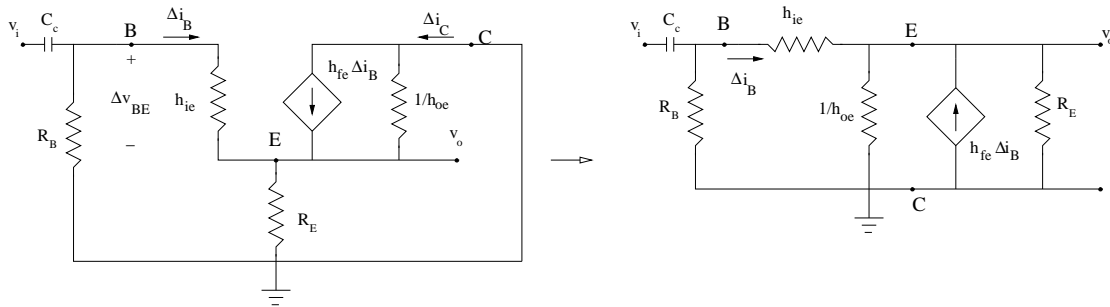 v_i
C_c
B
Δi_B
Δi_C
C
+
Δv_BE
−
R_B
h_ie
h_fe Δi_B
1/h_oe
E
v_o
R_E
v_i
C_c
B
h_ie
E
Δi_B
R_B
1/h_oe
h_fe Δi_B
R_E
C